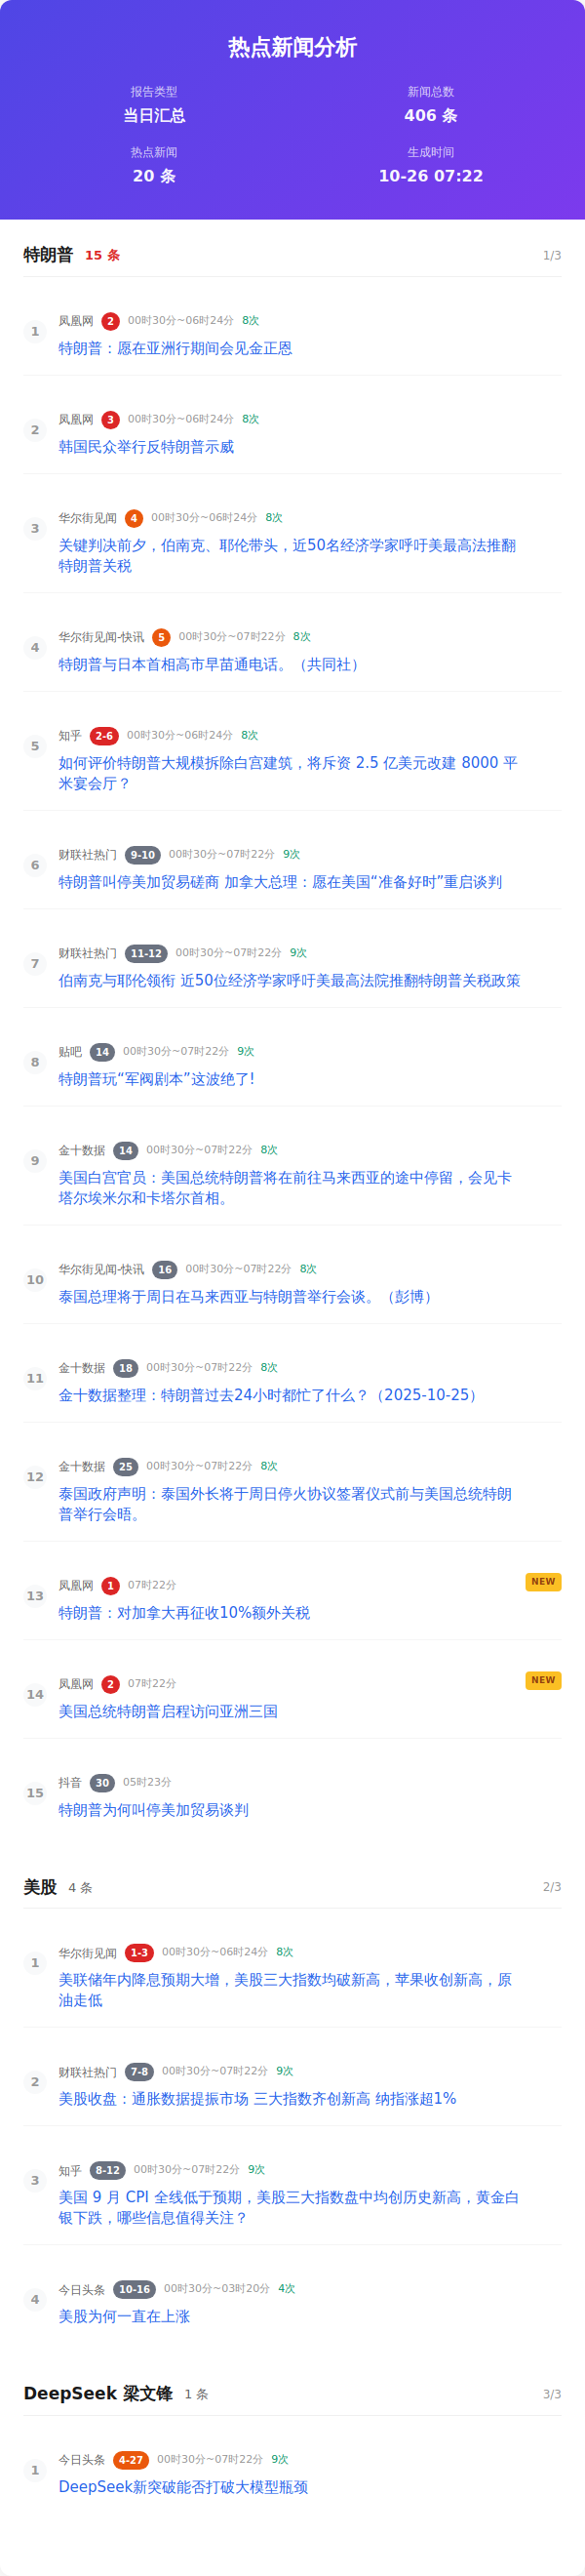 热点新闻分析
报告类型 新闻总数
当日汇总 406 条
热点新闻 生成时间
20 条 10-26 07:22
特朗普 15 条 1/3
凤凰网 2 00时30分~06时24分 8次
1
特朗普：愿在亚洲行期间会见金正恩
凤凰网 3 00时30分~06时24分 8次
2
韩国民众举行反特朗普示威
华尔街见闻 4 00时30分~06时24分 8次
3
关键判决前夕，伯南克、耶伦带头，近50名经济学家呼吁美最高法推翻
特朗普关税
华尔街见闻-快讯 5 00时30分~07时22分 8次
4
特朗普与日本首相高市早苗通电话。（共同社）
知乎 2-6 00时30分~06时24分 8次
5
如何评价特朗普大规模拆除白宫建筑，将斥资 2.5 亿美元改建 8000 平
米宴会厅？
财联社热门 9-10 00时30分~07时22分 9次
6
特朗普叫停美加贸易磋商 加拿大总理：愿在美国“准备好时”重启谈判
财联社热门 11-12 00时30分~07时22分 9次
7
伯南克与耶伦领衔 近50位经济学家呼吁美最高法院推翻特朗普关税政策
贴吧 14 00时30分~07时22分 9次
8
特朗普玩“军阀剧本”这波绝了!
金十数据 14 00时30分~07时22分 8次
9
美国白宫官员：美国总统特朗普将在前往马来西亚的途中停留，会见卡
塔尔埃米尔和卡塔尔首相。
华尔街见闻-快讯 16 00时30分~07时22分 8次
10
泰国总理将于周日在马来西亚与特朗普举行会谈。（彭博）
金十数据 18 00时30分~07时22分 8次
11
金十数据整理：特朗普过去24小时都忙了什么？（2025-10-25）
金十数据 25 00时30分~07时22分 8次
12
泰国政府声明：泰国外长将于周日停火协议签署仪式前与美国总统特朗
普举行会晤。
凤凰网 1 07时22分 NEW
13
特朗普：对加拿大再征收10%额外关税
凤凰网 2 07时22分 NEW
14
美国总统特朗普启程访问亚洲三国
抖音 30 05时23分
15
特朗普为何叫停美加贸易谈判
美股 4 条 2/3
华尔街见闻 1-3 00时30分~06时24分 8次
1
美联储年内降息预期大增，美股三大指数均破新高，苹果收创新高，原
油走低
财联社热门 7-8 00时30分~07时22分 9次
2
美股收盘：通胀数据提振市场 三大指数齐创新高 纳指涨超1%
知乎 8-12 00时30分~07时22分 9次
3
美国 9 月 CPI 全线低于预期，美股三大指数盘中均创历史新高，黄金白
银下跌，哪些信息值得关注？
今日头条 10-16 00时30分~03时20分 4次
4
美股为何一直在上涨
DeepSeek 梁文锋 1 条 3/3
今日头条 4-27 00时30分~07时22分 9次
1
DeepSeek新突破能否打破大模型瓶颈